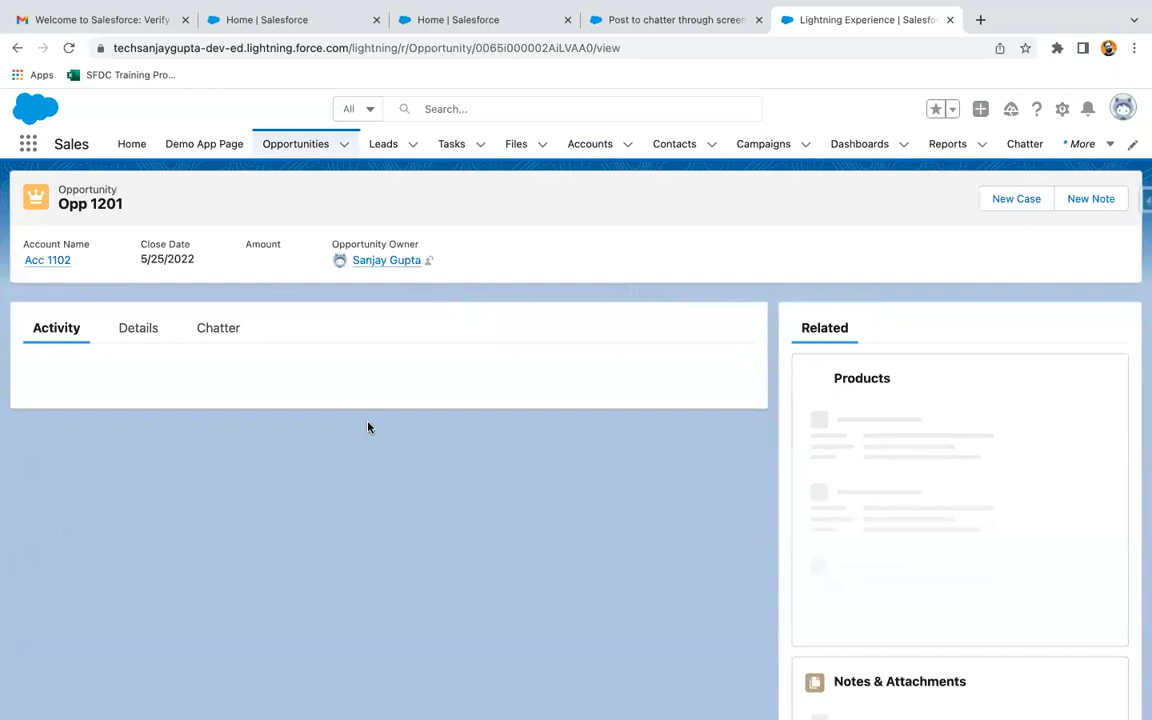 Welcome to Salesforce: Verify
Home | Salesforce
Home | Salesforce
Post to chatter through screen
Lightning Experience | Salesfo
techsanjaygupta-dev-ed.lightning.force.com/lightning/r/Opportunity/0065i000002AiLVAA0/view
Apps
SFDC Training Pro...
All
Search...
Sales
Home
Demo App Page
Opportunities
Leads
Tasks
Files
Accounts
Contacts
Campaigns
Dashboards
Reports
Chatter
* More
Opportunity
Opp 1201
New Case
New Note
Account Name
Close Date
Amount
Opportunity Owner
Acc 1102
5/25/2022
Sanjay Gupta
Activity
Details
Chatter
Related
Products
Notes & Attachments